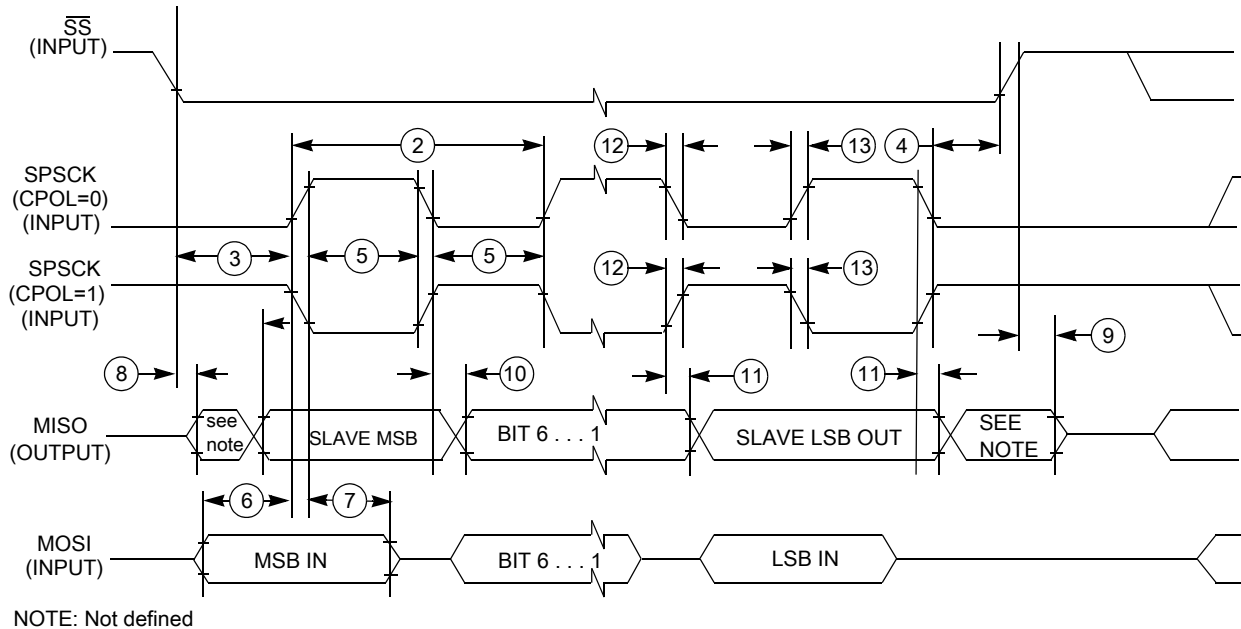 SS
(INPUT)
2
12
13
4
SPSCK
(CPOL=0)
(INPUT)
3
5
5
SPSCK
(CPOL=1)
(INPUT)
12
13
9
8
10
11
11
MISO
(OUTPUT)
see
note
SLAVE MSB
BIT 6 . . . 1
SLAVE LSB OUT
SEE
NOTE
6
7
MOSI
(INPUT)
MSB IN
BIT 6 . . . 1
LSB IN
NOTE: Not defined